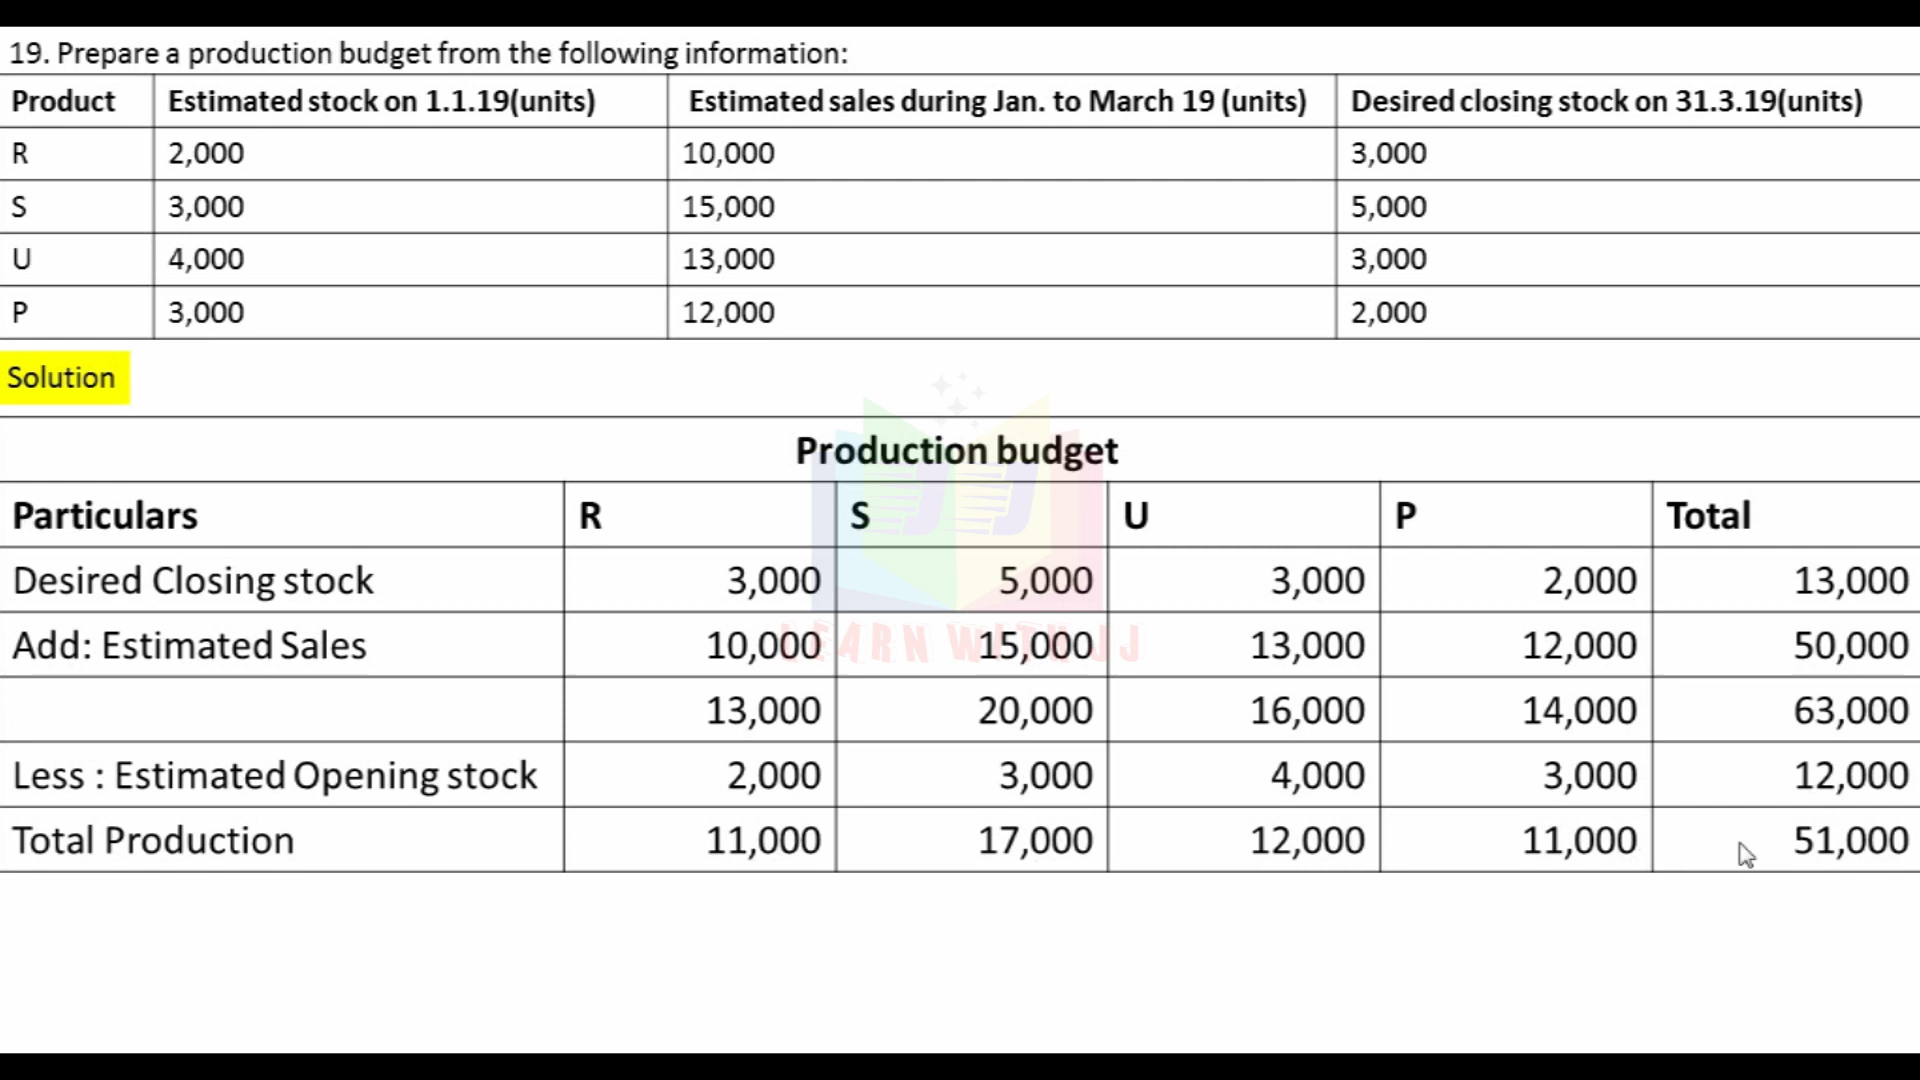 19. Prepare a production budget from the following information:
Product Estimated stock on 1.1.19(units) Estimated sales during Jan. to March 19 (units) Desired closing stock on 31.3.19(units)
R 2,000 10,000 3,000
S 3,000 15,000 5,000
U 4,000 13,000 3,000
P 3,000 12,000 2,000
Solution
Production budget
Particulars R S U P Total
Desired Closing stock 3,000 5,000 3,000 2,000 13,000
Add: Estimated Sales 10,000 15,000 13,000 12,000 50,000
LEARN WITH JJ
13,000 20,000 16,000 14,000 63,000
Less : Estimated Opening stock 2,000 3,000 4,000 3,000 12,000
Total Production 11,000 17,000 12,000 11,000 51,000